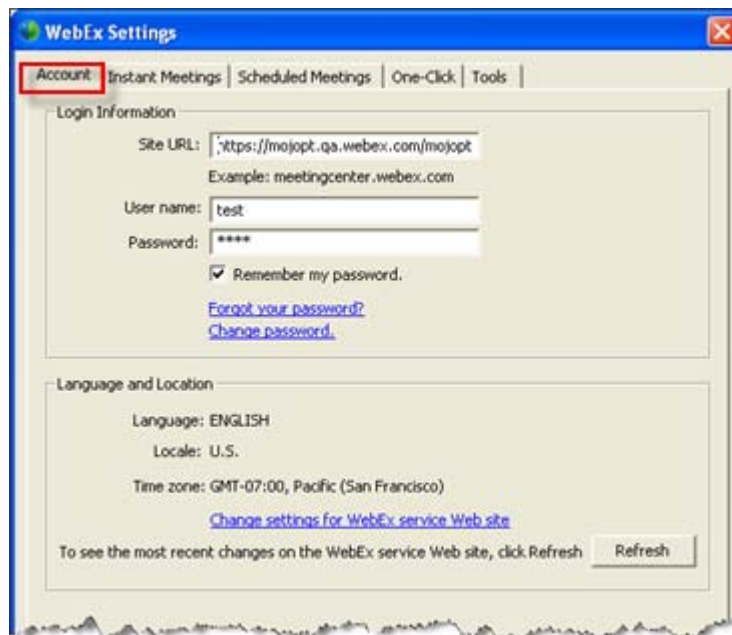 WebEx Settings
Account Instant Meetings Scheduled Meetings One-Click Tools
Login Information
Site URL: ttps://mojopt.qa.webex.com/mojopt
Example: meetingcenter.webex.com
User name: test
Password: ****
Remember my password.
Forgot your password?
Change password.
Language and Location
Language: ENGLISH
Locale: U.S.
Time zone: GMT-07:00, Pacific (San Francisco)
Change settings for WebEx service Web site
To see the most recent changes on the WebEx service Web site, click Refresh Refresh